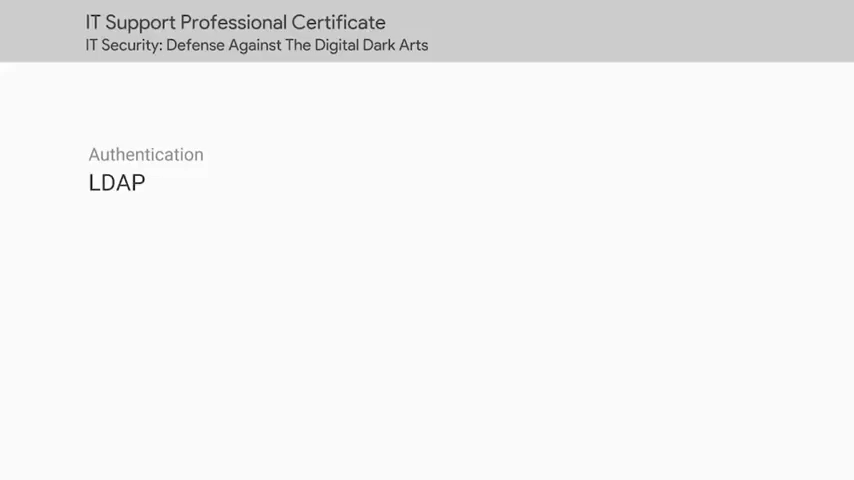 IT Support Professional Certificate
IT Security: Defense Against The Digital Dark Arts
Authentication
LDAP